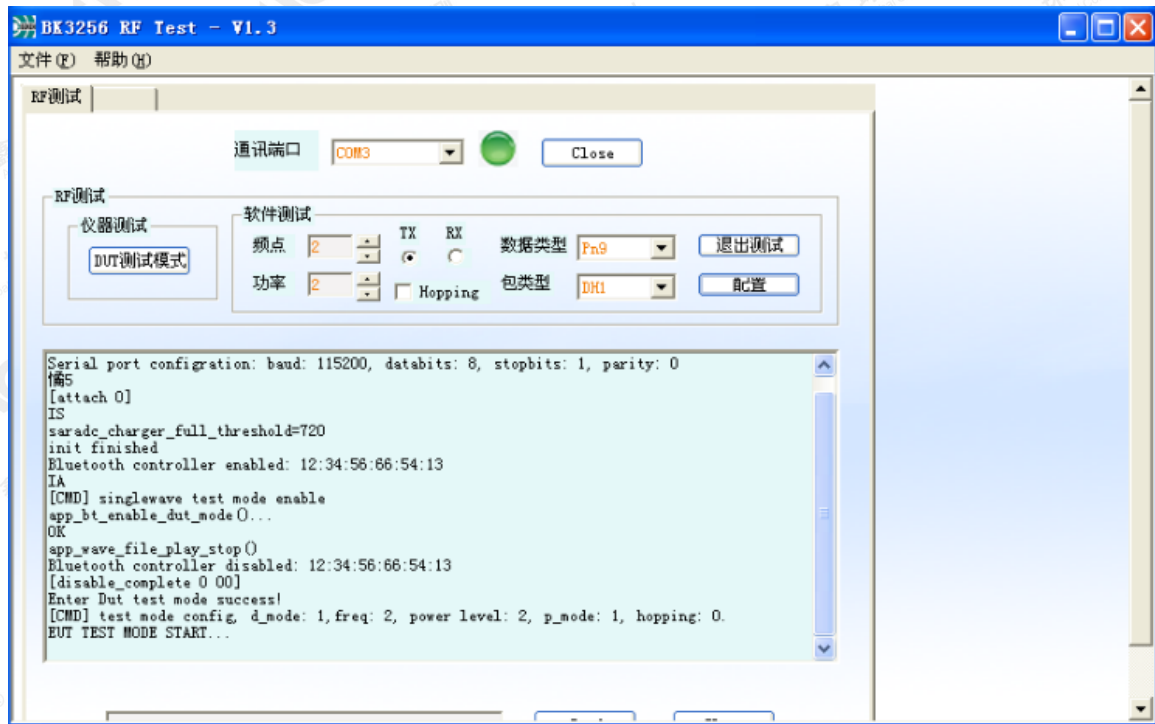 BK3256 RF Test - V1.3
文件(F) 帮助(H)
RF测试
通讯端口 COM3 Close
RF测试
仪器测试
DUT测试模式
软件测试
频点 2 TX RX 数据类型 Pn9 退出测试
功率 2 Hopping 包类型 DH1 配置
Serial port configration: baud: 115200, databits: 8, stopbits: 1, parity: 0
[attach 0]
IS
saradc_charger_full_threshold=720
init finished
Bluetooth controller enabled: 12:34:56:66:54:13
IA
[CMD] singlewave test mode enable
app_bt_enable_dut_mode()...
OK
app_wave_file_play_stop()
Bluetooth controller disabled: 12:34:56:66:54:13
[disable_complete 0 00]
Enter Dut test mode success!
[CMD] test mode config, d_mode: 1,freq: 2, power level: 2, p_mode: 1, hopping: 0.
EUT TEST MODE START...